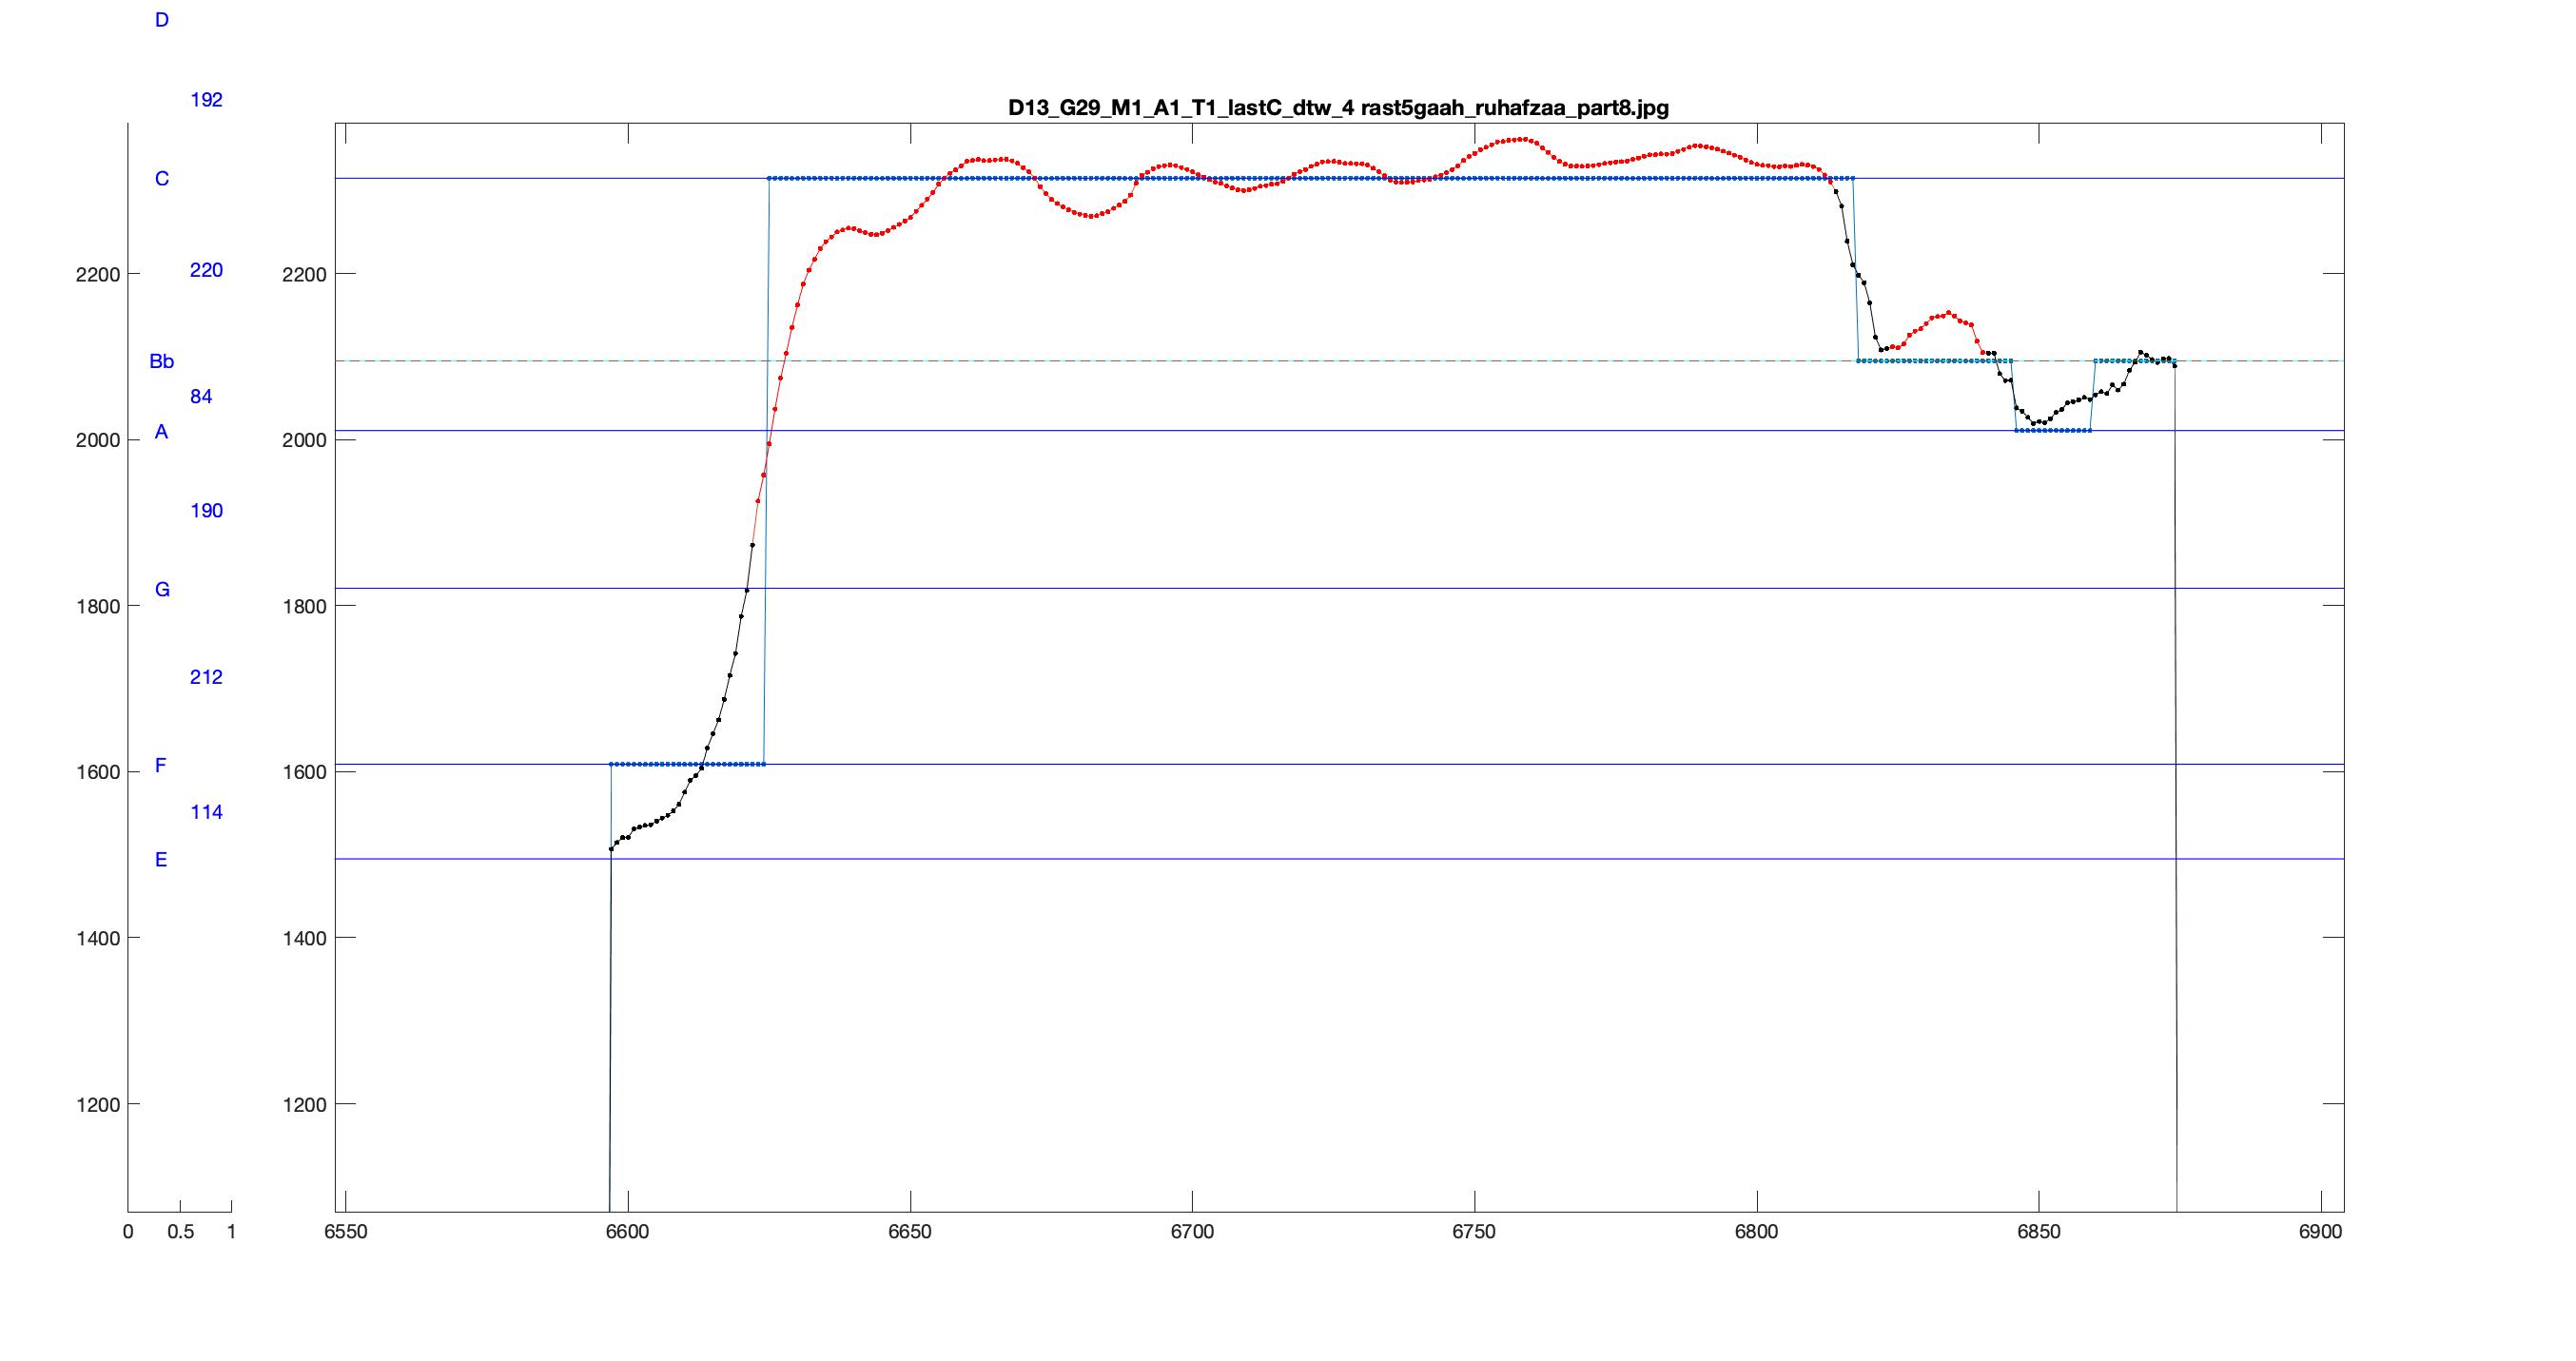 D
192
D13_G29_M1_A1_T1_lastC_dtw_4 rast5gaah_ruhafzaa_part8.jpg
C
220
2200 2200
Bb
84
A
2000 2000
190
G
1800 1800
212
F
1600 1600
114
E
1400 1400
1200 1200
0 0.5 1 6550 6600 6650 6700 6750 6800 6850 6900